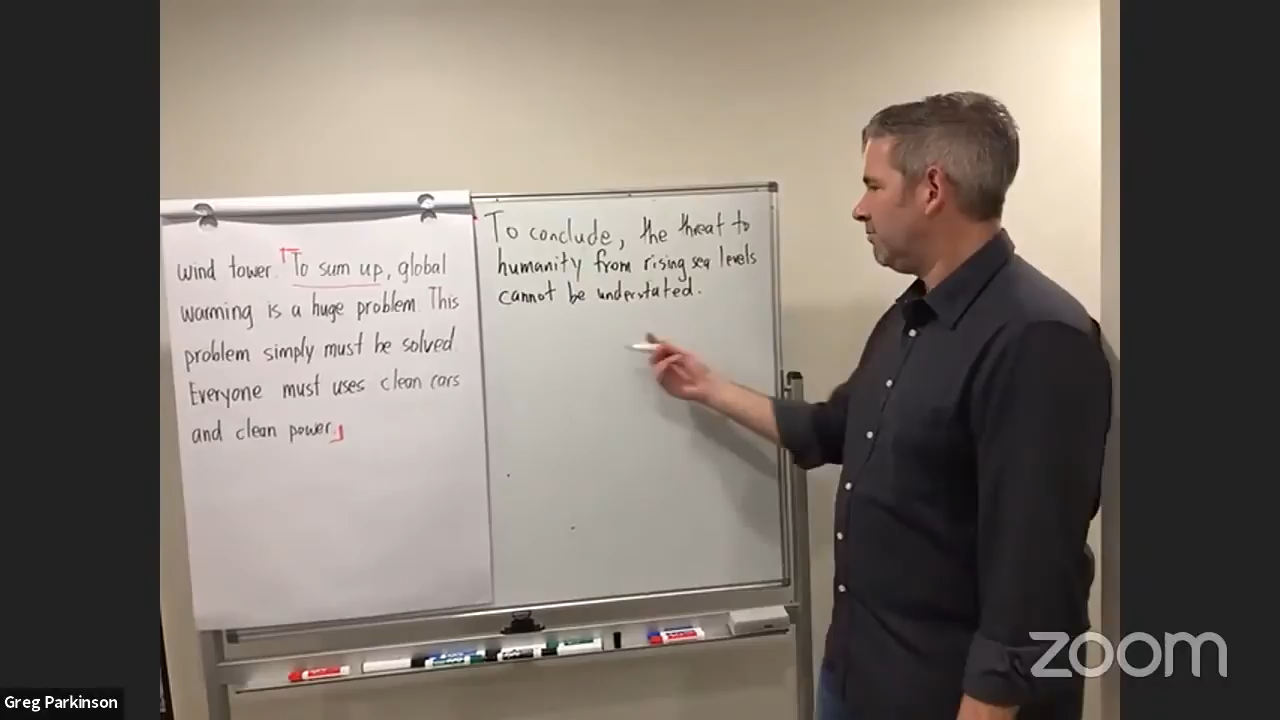 wind tower. To sum up, global
warming is a huge problem. This
problem simply must be solved.
Everyone must uses clean cars
and clean power.
To conclude, the threat to
humanity from rising sea levels
cannot be understated.
zoom
Greg Parkinson